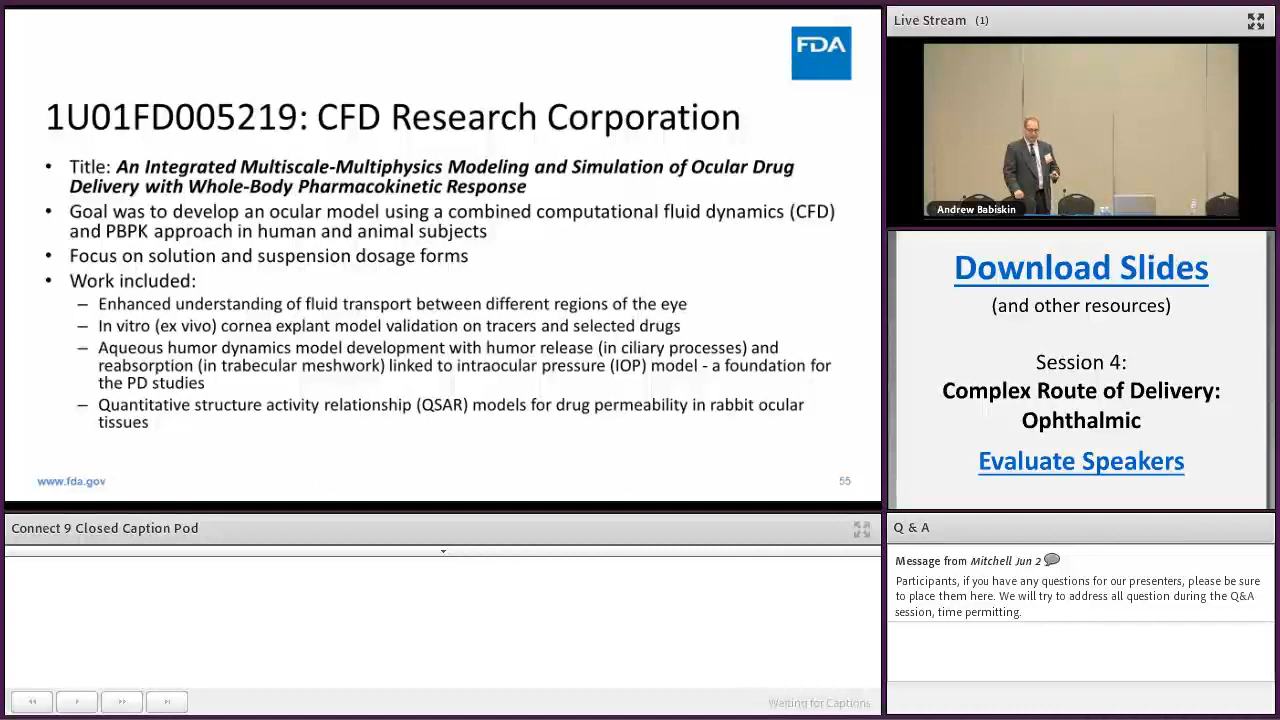 FDA
1U01FD005219: CFD Research Corporation
• Title: An Integrated Multiscale-Multiphysics Modeling and Simulation of Ocular Drug
Delivery with Whole-Body Pharmacokinetic Response
• Goal was to develop an ocular model using a combined computational fluid dynamics (CFD)
and PBPK approach in human and animal subjects
• Focus on solution and suspension dosage forms
• Work included:
– Enhanced understanding of fluid transport between different regions of the eye
– In vitro (ex vivo) cornea explant model validation on tracers and selected drugs
– Aqueous humor dynamics model development with humor release (in ciliary processes) and
reabsorption (in trabecular meshwork) linked to intraocular pressure (IOP) model - a foundation for
the PD studies
– Quantitative structure activity relationship (QSAR) models for drug permeability in rabbit ocular
tissues
www.fda.gov
55
Live Stream (1)
Andrew Babiskin
Download Slides
(and other resources)
Session 4:
Complex Route of Delivery:
Ophthalmic
Evaluate Speakers
Connect 9 Closed Caption Pod
Waiting for Captions
Q & A
Message from Mitchell Jun 2
Participants, if you have any questions for our presenters, please be sure
to place them here. We will try to address all question during the Q&A
session, time permitting.